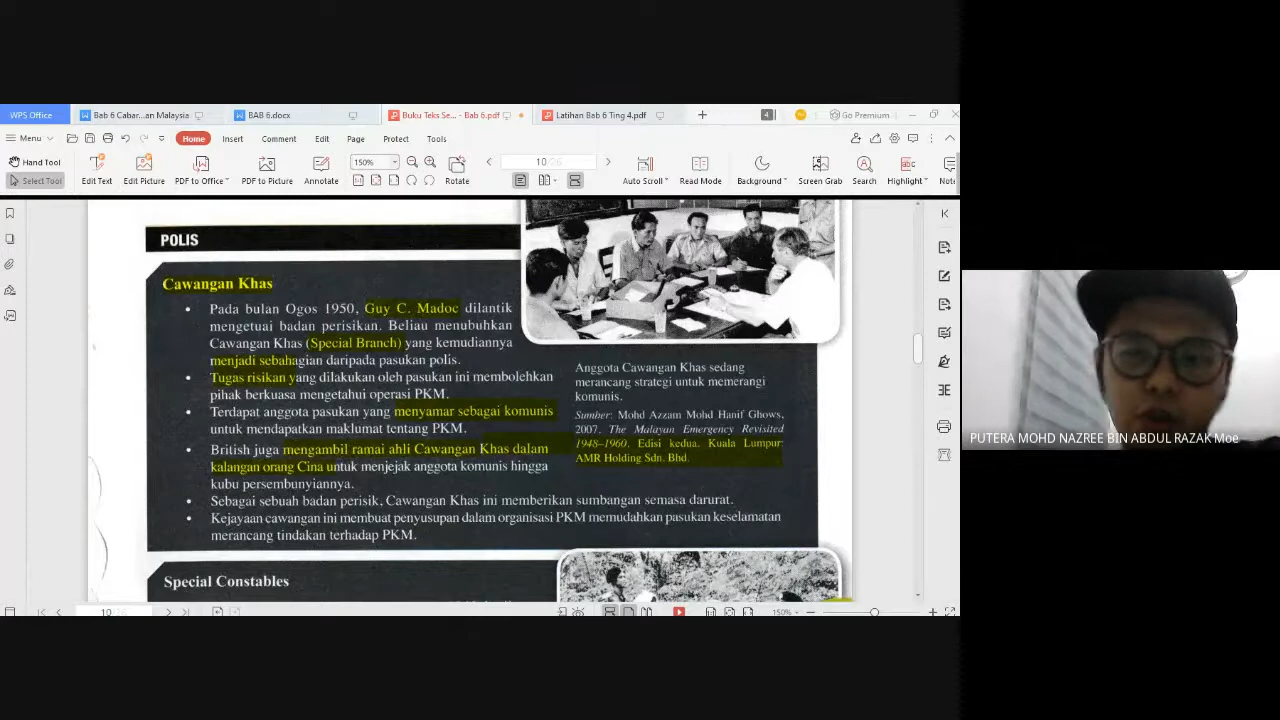 WPS Office
Bab 6 Cabar...an Malaysia
BAB 6.docx
Buku Teks Se... - Bab 6.pdf
Latihan Bab 6 Ting 4.pdf
+
4
Go Premium
Menu
Home
Insert
Comment
Edit
Page
Protect
Tools
Hand Tool
Select Tool
Edit Text
Edit Picture
PDF to Office
PDF to Picture
Annotate
150%
Rotate
10/26
Auto Scroll
Read Mode
Background
Screen Grab
Search
Highlight
Note
POLIS
Cawangan Khas
• Pada bulan Ogos 1950, Guy C. Madoc dilantik
mengetuai badan perisikan. Beliau menubuhkan
Cawangan Khas (Special Branch) yang kemudiannya
menjadi sebahagian daripada pasukan polis.
• Tugas risikan yang dilakukan oleh pasukan ini membolehkan
pihak berkuasa mengetahui operasi PKM.
• Terdapat anggota pasukan yang menyamar sebagai komunis
untuk mendapatkan maklumat tentang PKM.
• British juga mengambil ramai ahli Cawangan Khas dalam
kalangan orang Cina untuk menjejak anggota komunis hingga
kubu persembunyiannya.
• Sebagai sebuah badan perisik, Cawangan Khas ini memberikan sumbangan semasa darurat.
• Kejayaan cawangan ini membuat penyusupan dalam organisasi PKM memudahkan pasukan keselamatan
merancang tindakan terhadap PKM.
Anggota Cawangan Khas sedang
merancang strategi untuk memerangi
komunis.
Sumber: Mohd Azzam Mohd Hanif Ghows,
2007. The Malayan Emergency Revisited
1948–1960. Edisi kedua. Kuala Lumpur:
AMR Holding Sdn. Bhd.
Special Constables
10/26
150%
PUTERA MOHD NAZREE BIN ABDUL RAZAK Moe